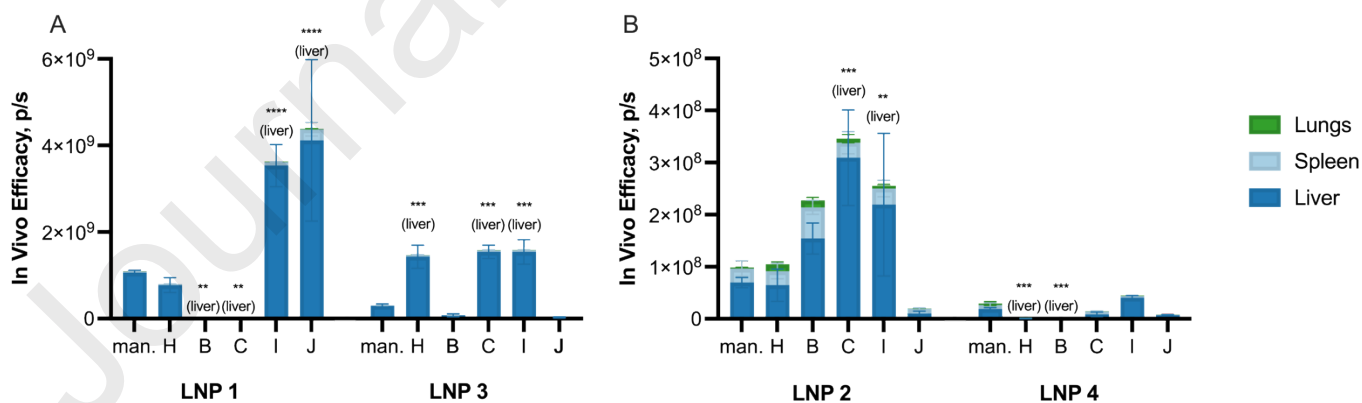 Journal
A
In Vivo Efficacy, p/s
6×10⁹
4×10⁹
2×10⁹
0
****
(liver)
****
(liver)
**
(liver)
**
(liver)
***
(liver)
***
(liver)
***
(liver)
man. H B C I J
man. H B C I J
LNP 1 LNP 3
B
In Vivo Efficacy, p/s
5×10⁸
4×10⁸
3×10⁸
2×10⁸
1×10⁸
0
***
(liver)
**
(liver)
***
(liver)
***
(liver)
man. H B C I J
man. H B C I J
LNP 2 LNP 4
Lungs
Spleen
Liver